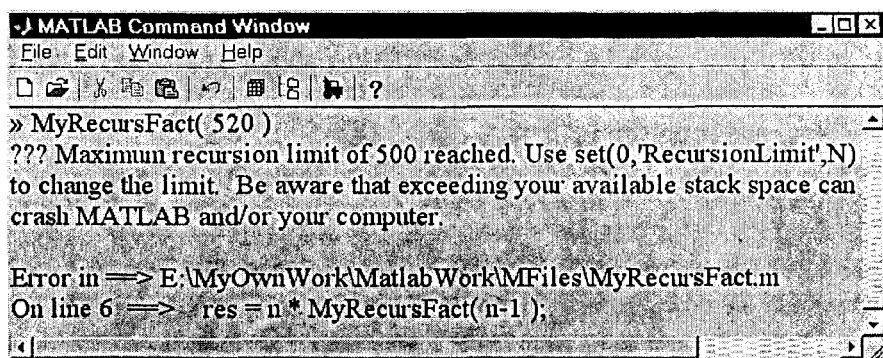 MATLAB Command Window
File Edit Window Help
?
» MyRecursFact( 520 )
??? Maximun recursion limit of 500 reached. Use set(0,'RecursionLimit',N)
to change the limit. Be aware that exceeding your available stack space can
crash MATLAB and/or your computer.
Error in ==> E:\MyOwnWork\MatlabWork\MFiles\MyRecursFact.m
On line 6 ==> res = n * MyRecursFact( n-1 );